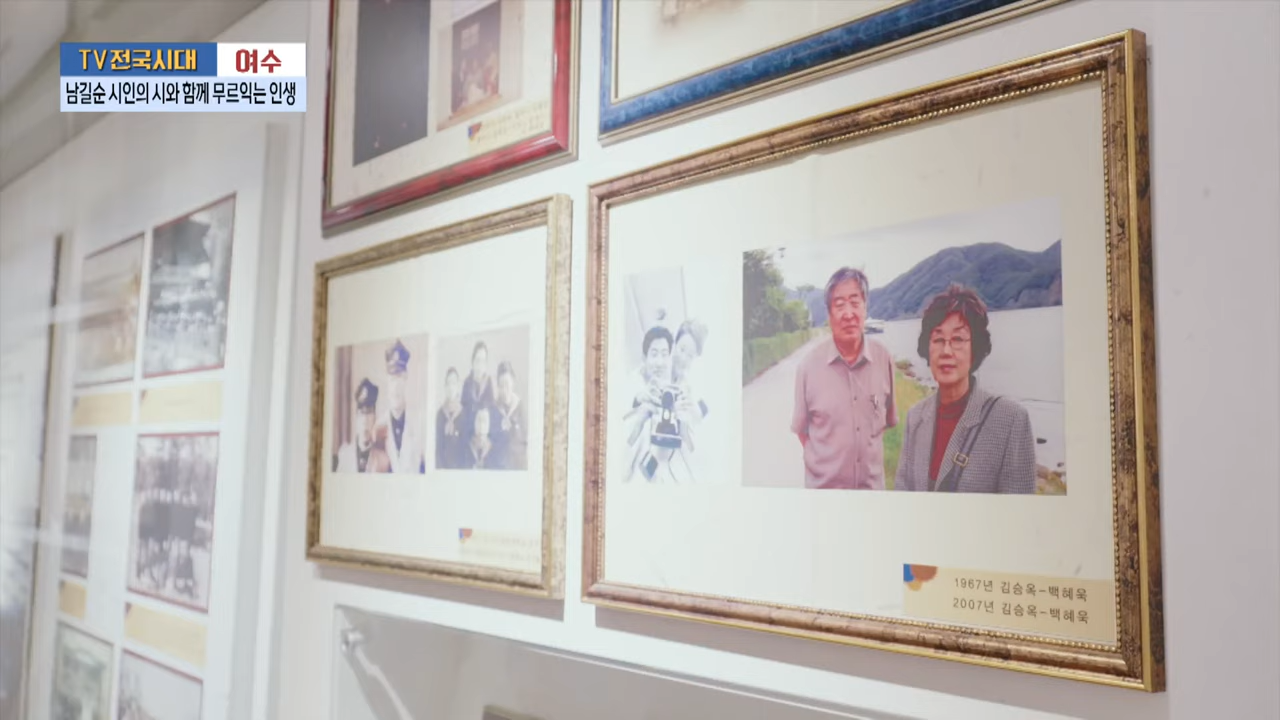 TV전국시대 여수
남길순 시인의 시와 함께 무르익는 인생
1967년 김승옥-백혜욱
2007년 김승옥-백혜욱